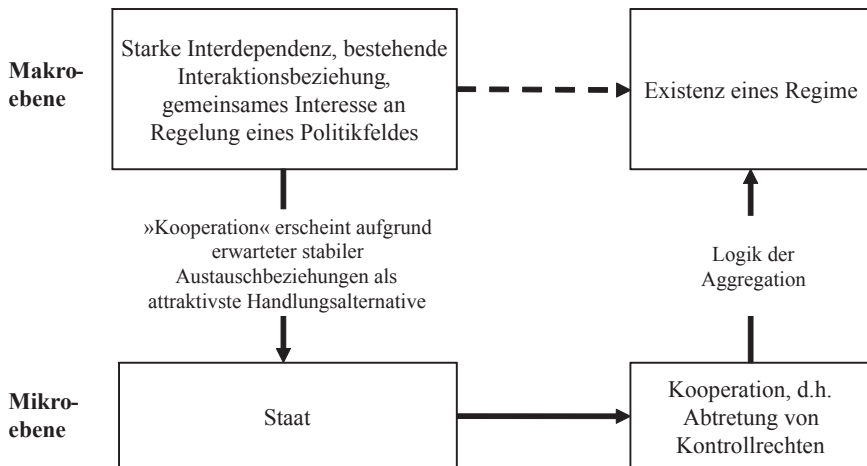 Makro-
ebene
Starke Interdependenz, bestehende
Interaktionsbeziehung,
gemeinsames Interesse an
Regelung eines Politikfeldes
Existenz eines Regime
»Kooperation« erscheint aufgrund
erwarteter stabiler
Austauschbeziehungen als
attraktivste Handlungsalternative
Logik der
Aggregation
Mikro-
ebene
Staat
Kooperation, d.h.
Abtretung von
Kontrollrechten